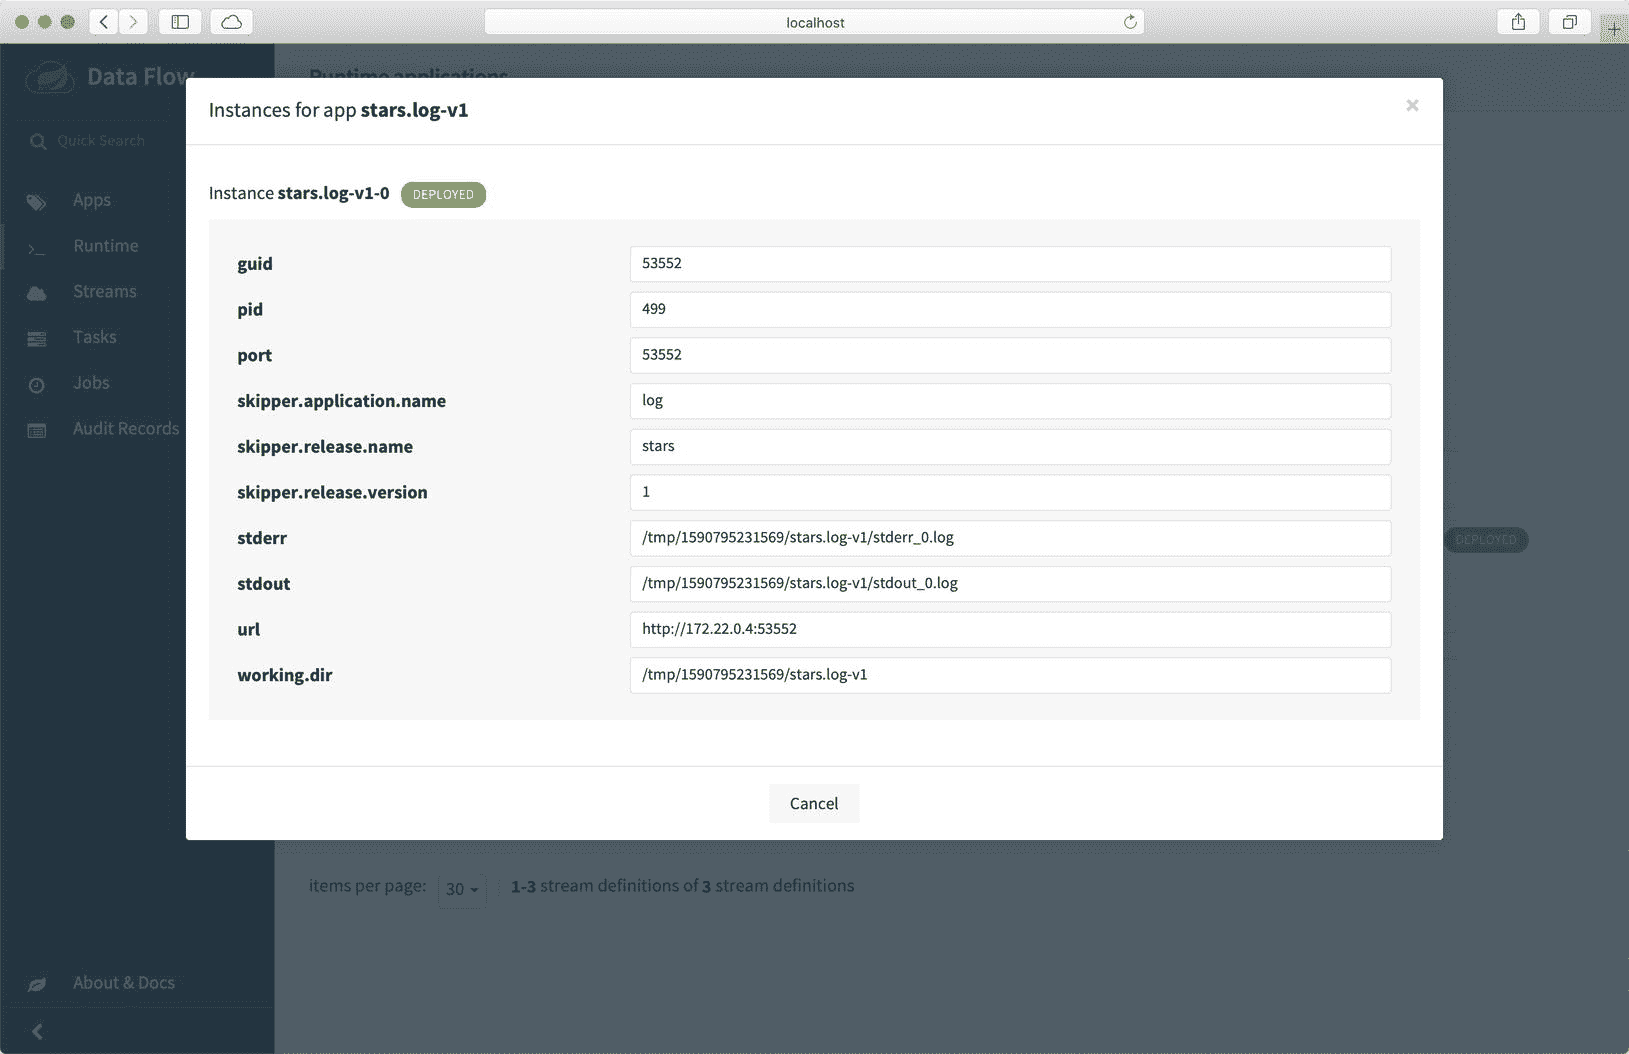 localhost
Data Flow
Runtime applications
Instances for app stars.log-v1
×
Quick Search
Instance stars.log-v1-0 DEPLOYED
Apps
Runtime
Streams
Tasks
Jobs
Audit Records
guid 53552
pid 499
port 53552
skipper.application.name log
skipper.release.name stars
skipper.release.version 1
stderr /tmp/1590795231569/stars.log-v1/stderr_0.log
DEPLOYED
stdout /tmp/1590795231569/stars.log-v1/stdout_0.log
url http://172.22.0.4:53552
working.dir /tmp/1590795231569/stars.log-v1
Cancel
items per page: 30 1-3 stream definitions of 3 stream definitions
About & Docs